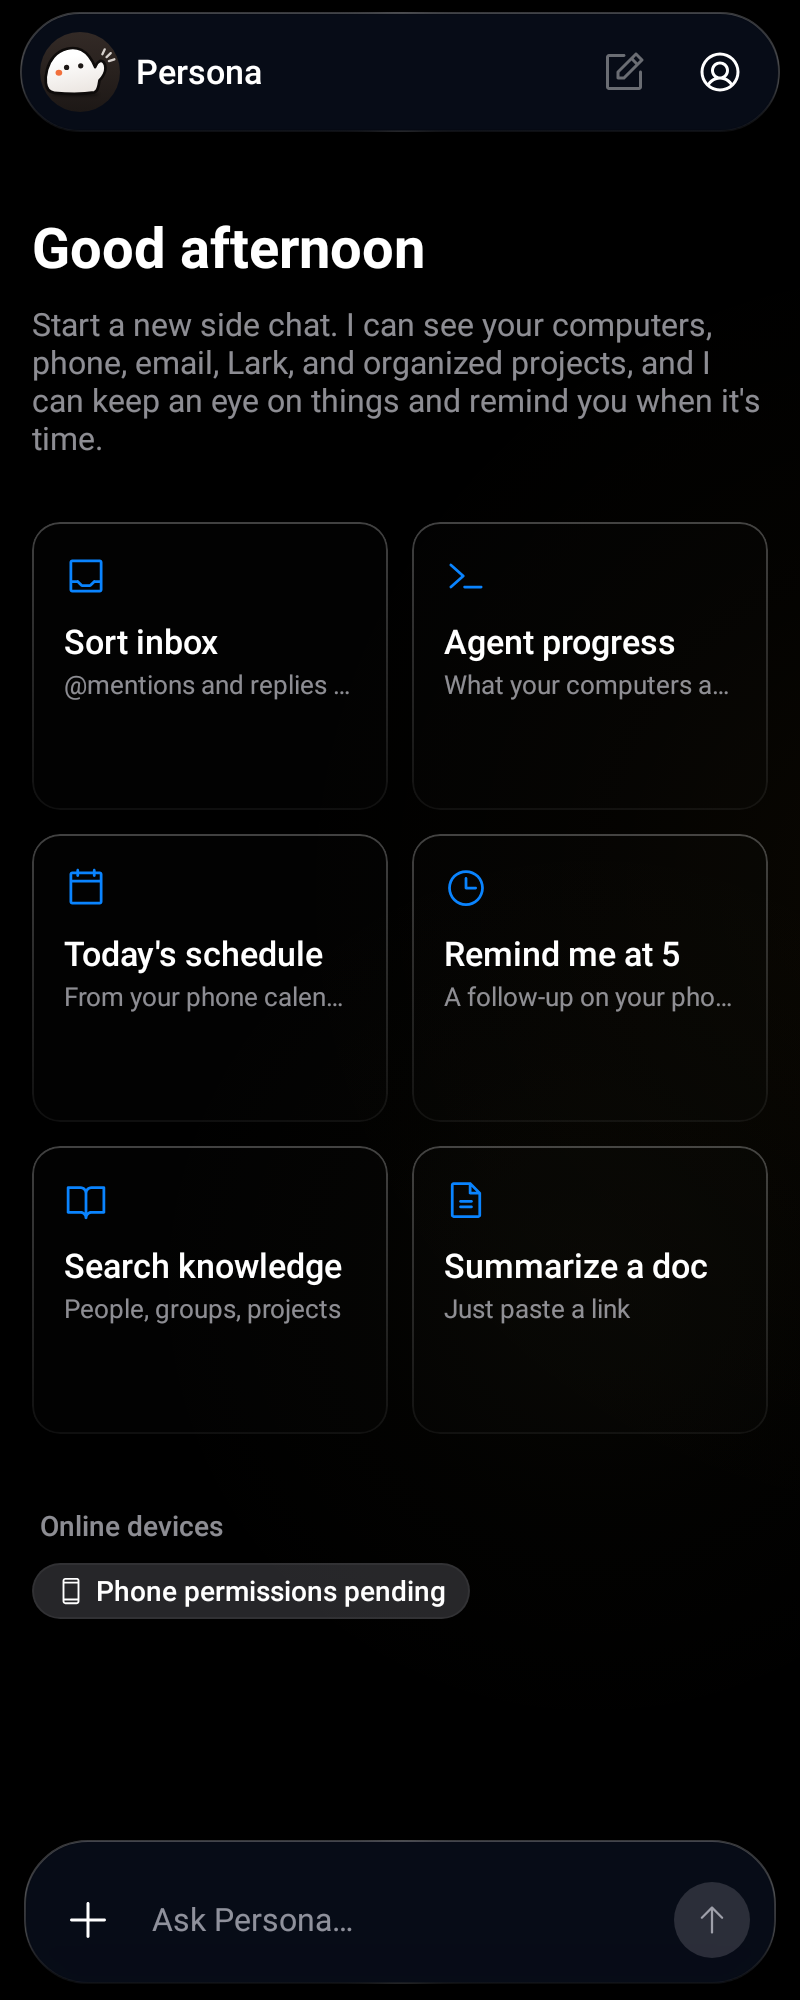 Persona
Good afternoon
Start a new side chat. I can see your computers,
phone, email, Lark, and organized projects, and I
can keep an eye on things and remind you when it's
time.
Sort inbox
@mentions and replies ...
Agent progress
What your computers a...
Today's schedule
From your phone calen...
Remind me at 5
A follow-up on your pho...
Search knowledge
People, groups, projects
Summarize a doc
Just paste a link
Online devices
Phone permissions pending
Ask Persona...